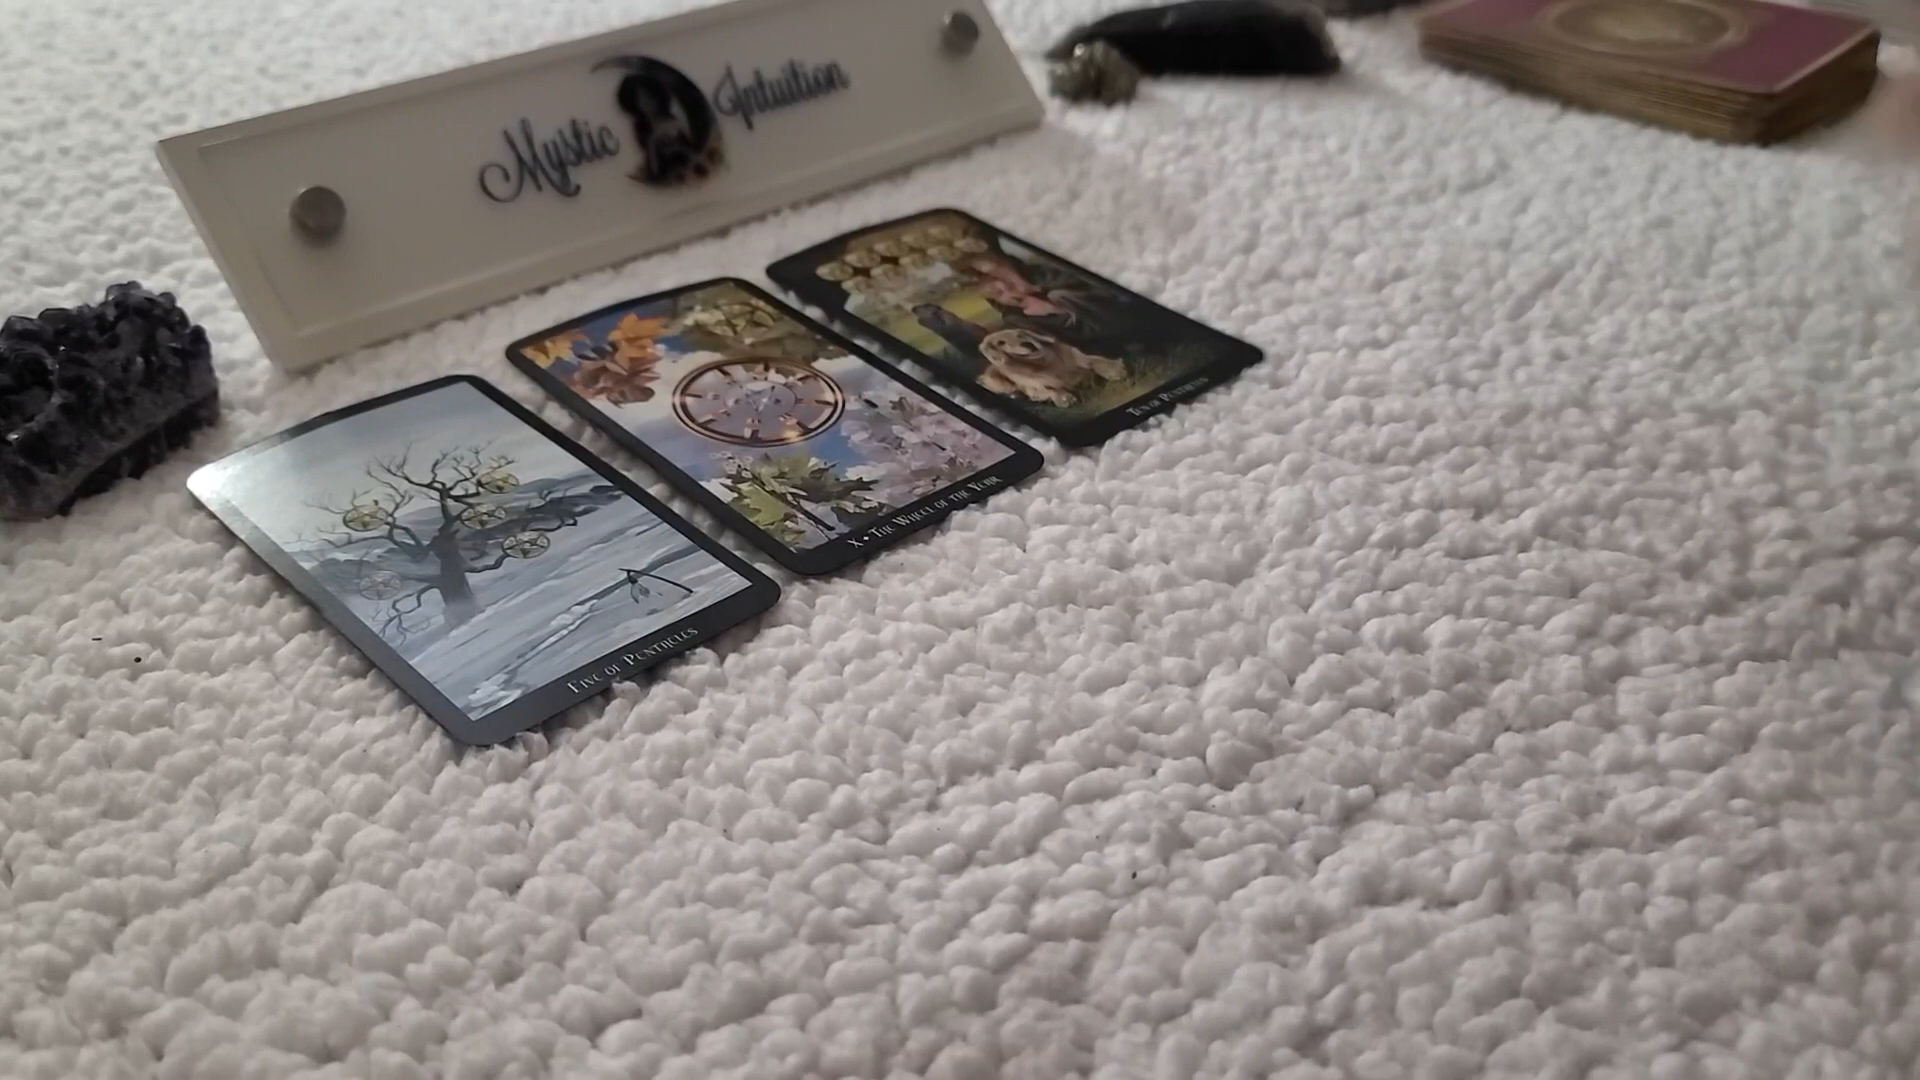 Mystic Intuition
Five of Pentacles
X • The Wheel of the Year
Ten of Pentacles